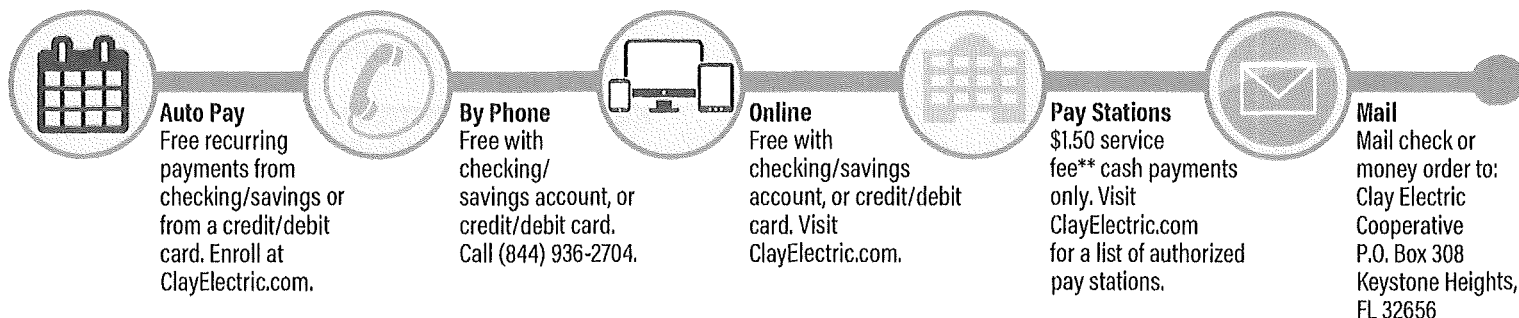 Auto Pay
Free recurring
payments from
checking/savings or
from a credit/debit
card. Enroll at
ClayElectric.com.
By Phone
Free with
checking/
savings account, or
credit/debit card.
Call (844) 936-2704.
Online
Free with
checking/savings
account, or credit/debit
card. Visit
ClayElectric.com.
Pay Stations
$1.50 service
fee** cash payments
only. Visit
ClayElectric.com
for a list of authorized
pay stations.
Mail
Mail check or
money order to:
Clay Electric
Cooperative
P.O. Box 308
Keystone Heights,
FL 32656